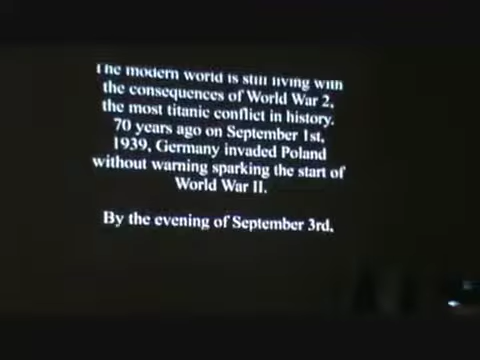 The modern world is still living with
the consequences of World War 2,
the most titanic conflict in history.
70 years ago on September 1st,
1939, Germany invaded Poland
without warning sparking the start of
World War II.
By the evening of September 3rd,